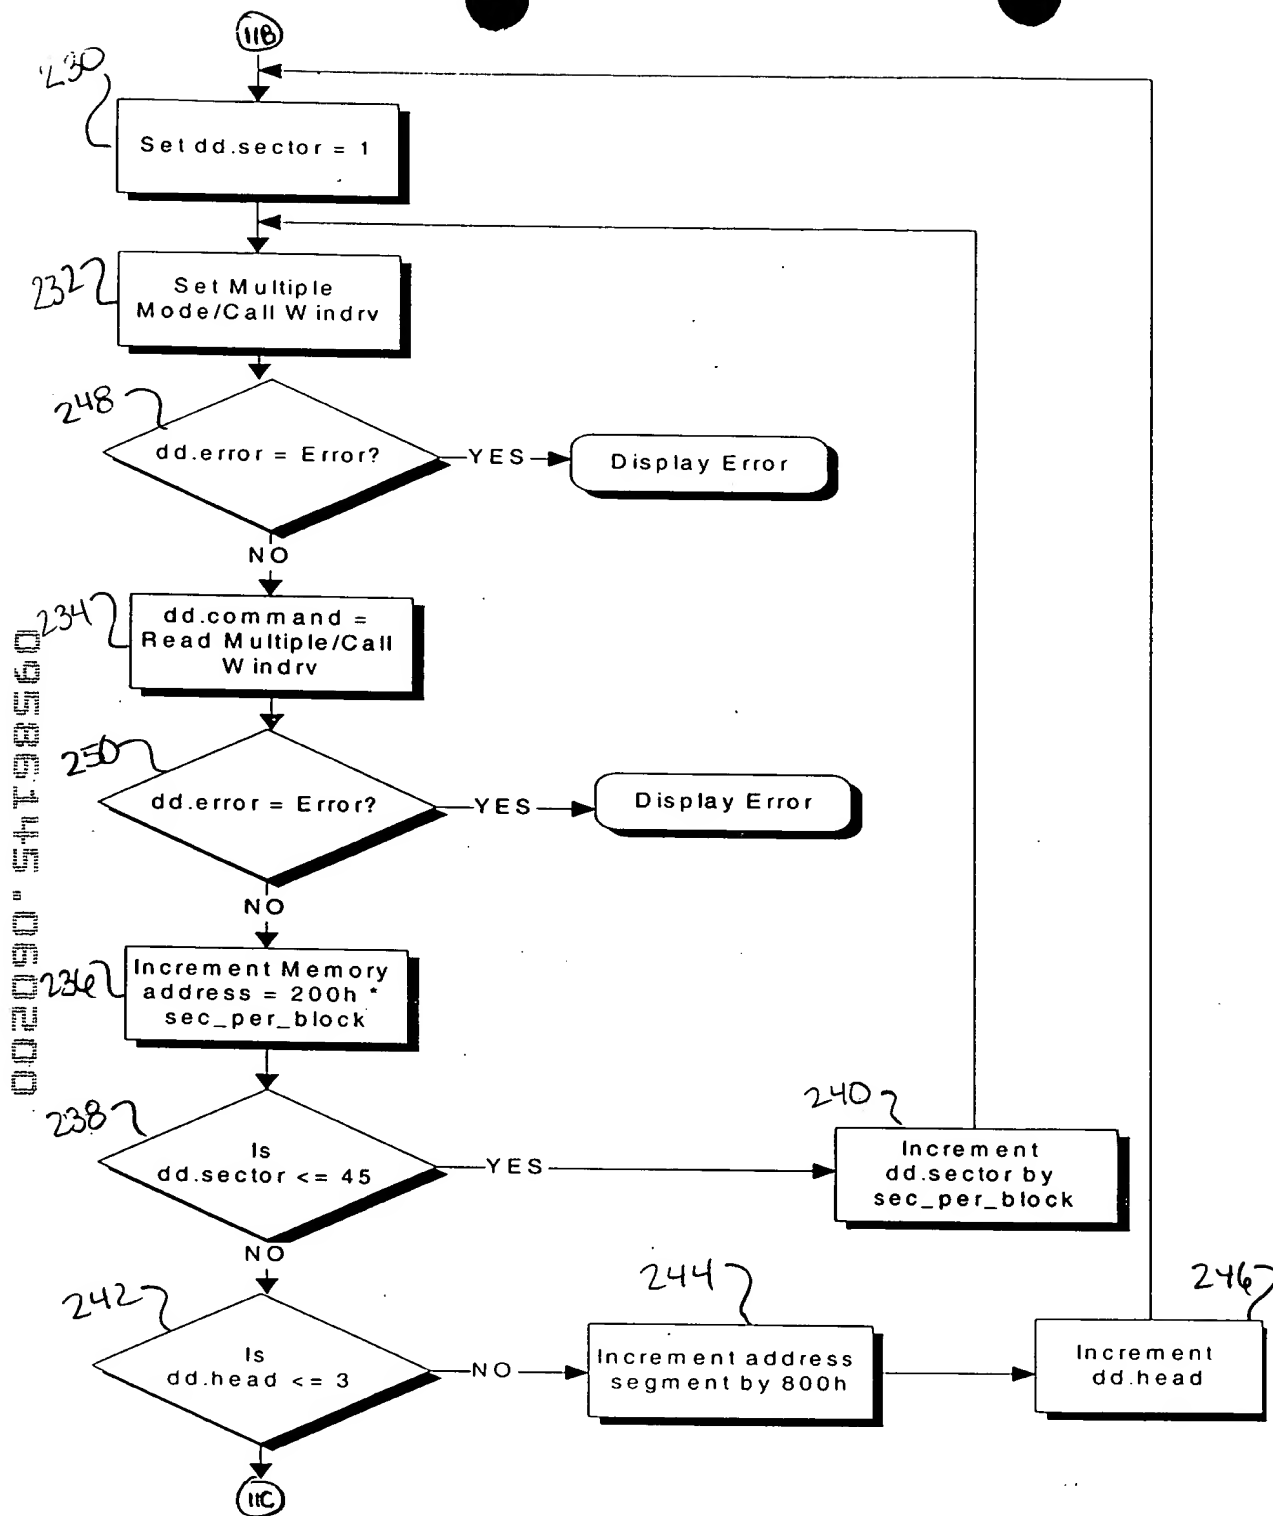 11B
230
Set dd.sector = 1
232
Set Multiple
Mode/Call Windrv
248
dd.error = Error?
YES
Display Error
NO
234
dd.command =
Read Multiple/Call
Windrv
250
dd.error = Error?
YES
Display Error
NO
236
Increment Memory
address = 200h *
sec_per_block
238
Is
dd.sector <= 45
YES
240
Increment
dd.sector by
sec_per_block
NO
242
Is
dd.head <= 3
NO
244
Increment address
segment by 800h
246
Increment
dd.head
11C
09586145.060200